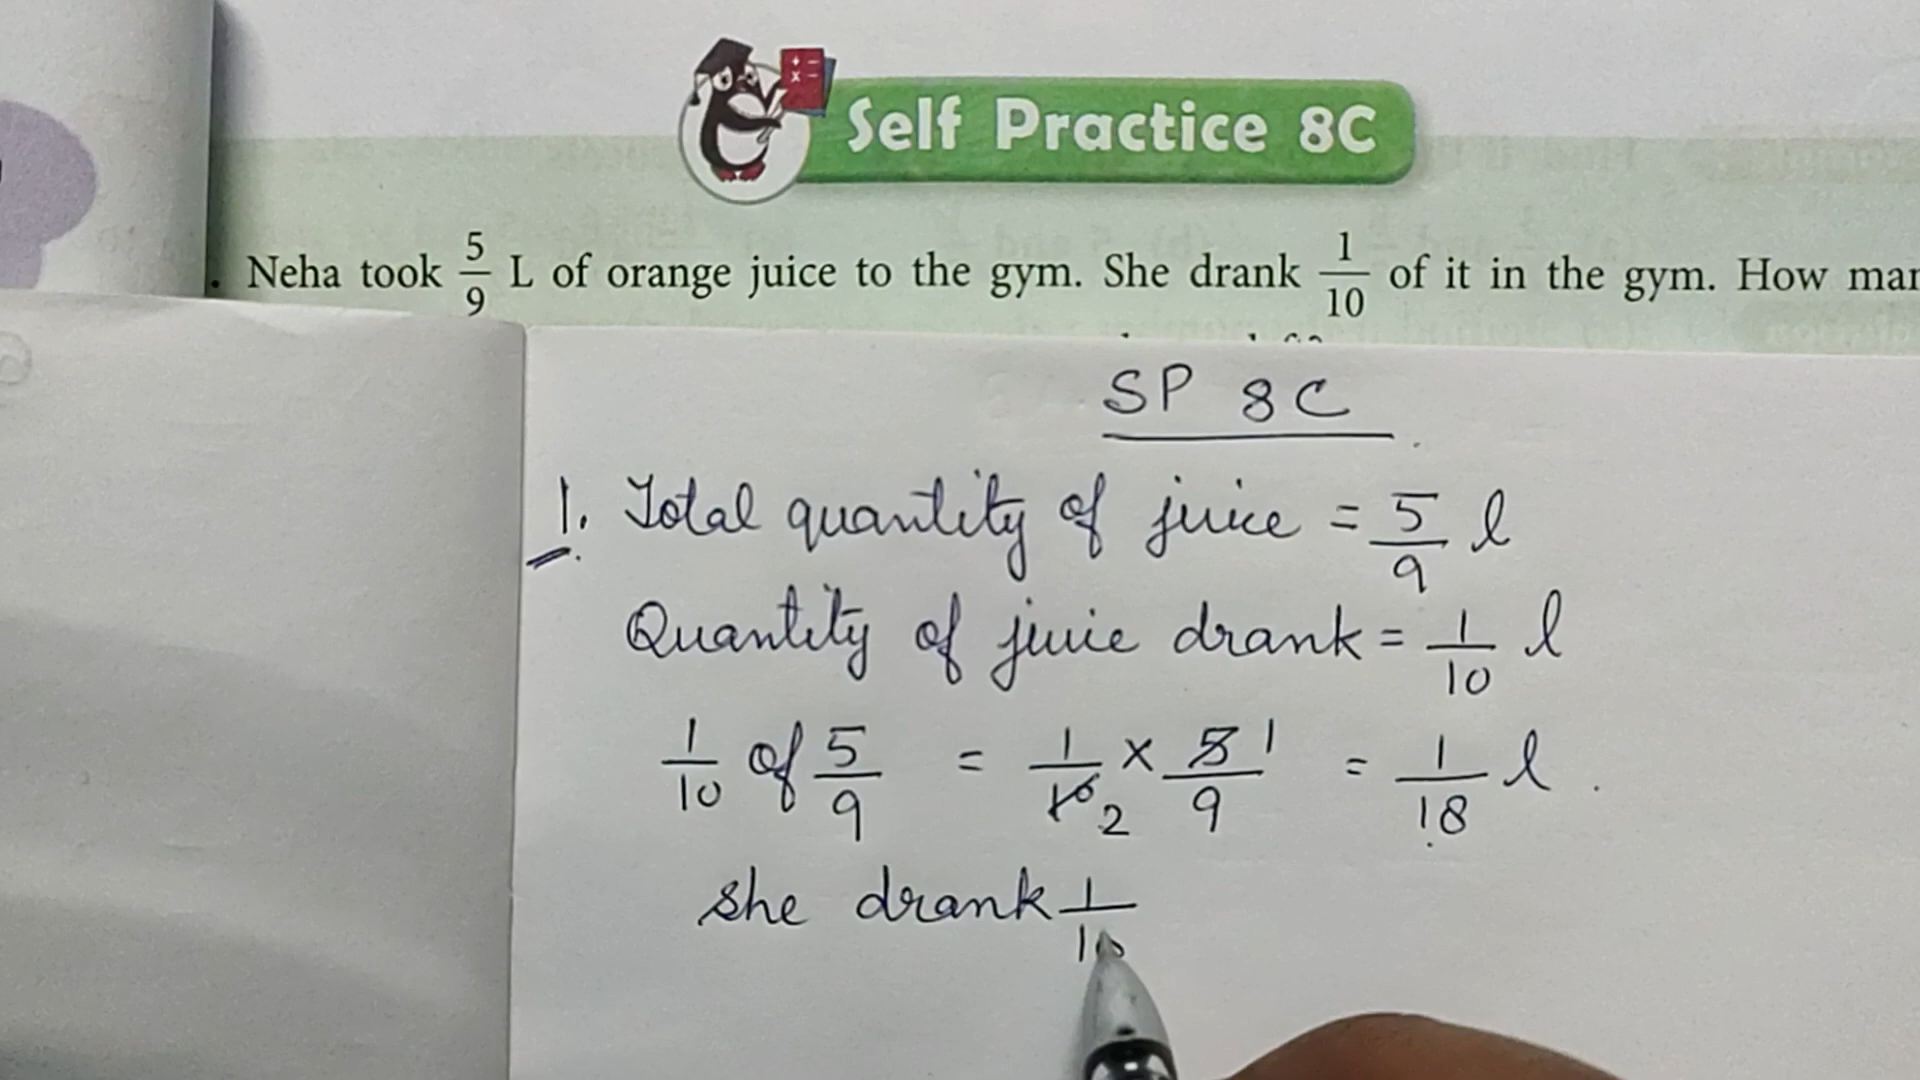 Self Practice 8C
. Neha took 5/9 L of orange juice to the gym. She drank 1/10 of it in the gym. How
SP 8C
1. Total quantity of juice = 5/9 l
Quantity of juice drank = 1/10 l
1/10 of 5/9 = 1/10 2 × 5/9 1 = 1/18 l .
She drank 1/